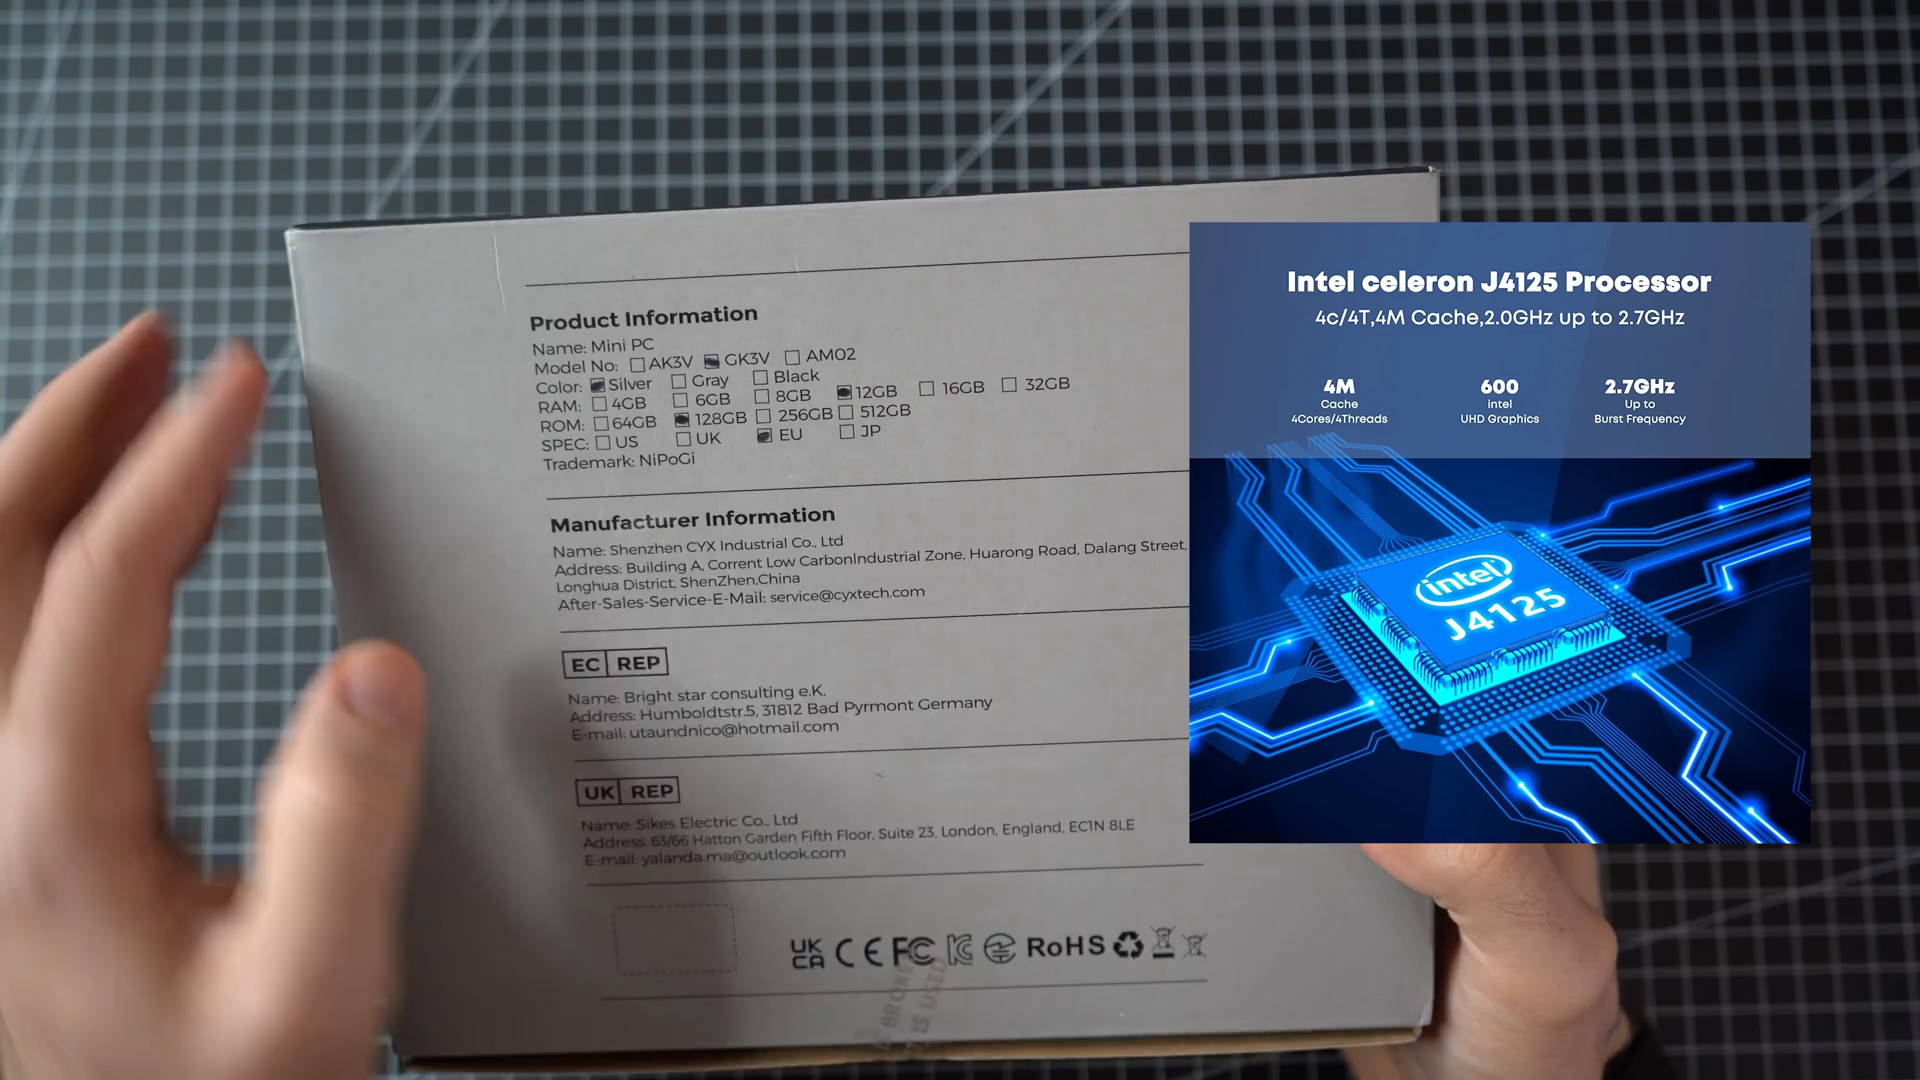 Product Information
Name: Mini PC
Model No: AK3V GK3V AM02
Color: Silver Gray Black
RAM: 4GB 6GB 8GB 12GB 16GB 32GB
ROM: 64GB 128GB 256GB 512GB
SPEC: US UK EU JP
Trademark: NiPoGi
Manufacturer Information
Name: Shenzhen CYX Industrial Co., Ltd
Address: Building A, Corrent Low CarbonIndustrial Zone, Huarong Road, Dalang Street,
Longhua District, ShenZhen,China
After-Sales-Service-E-Mail: service@cyxtech.com
EC REP
Name: Bright star consulting e.K.
Address: Humboldtstr.5, 31812 Bad Pyrmont Germany
E-mail: utaundnico@hotmail.com
UK REP
Name: Sikes Electric Co., Ltd
Address: 63/66 Hatton Garden Fifth Floor, Suite 23, London, England, EC1N 8LE
E-mail: yalanda.ma@outlook.com
UK
CA CE FC RoHS
BROKE
IS USED
Intel celeron J4125 Processor
4c/4T,4M Cache,2.0GHz up to 2.7GHz
4M 600 2.7GHz
Cache intel Up to
4Cores/4Threads UHD Graphics Burst Frequency
intel
J4125